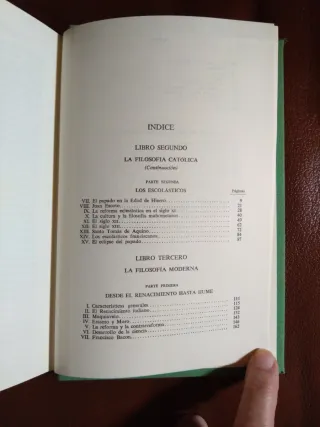 INDICE
LIBRO SEGUNDO
LA FILOSOFIA CATÓLICA
(Continuación)
PARTE SEGUNDA
LOS ESCOLASTICOS
Páginas
VII. El papado en la Edad de Hierro
VIII. Juan Escoto
IX. La reforma eclesiástica en el siglo XI
X. La cultura y la filosofía mahometanas
XI. El siglo XII
XII. El siglo XIII
XIII. Santo Tomás de Aquino
XIV. Los escolásticos franciscanos
XV. El eclipse del papado
LIBRO TERCERO
LA FILOSOFIA MODERNA
PARTE PRIMERA
DESDE EL RENACIMIENTO HASTA HUME
I. Características generales
II. El Renacimiento italiano
III. Maquiavelo
IV. Erasmo y Moro
V. La reforma y la contrarreforma
VI. Desarrollo de la ciencia
VII. Francisco Bacon